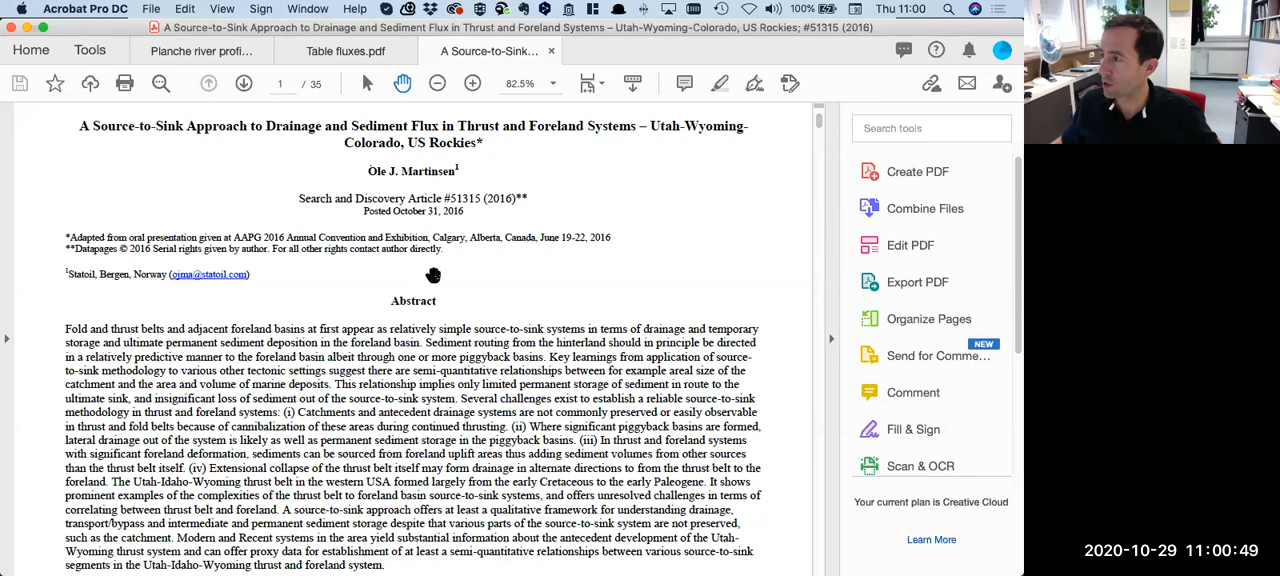 Acrobat Pro DC File Edit View Sign Window Help 100% Thu 11:00
A Source-to-Sink Approach to Drainage and Sediment Flux in Thrust and Foreland Systems – Utah-Wyoming-Colorado, US Rockies; #51315 (2016)
Home Tools Planche river profi... Table fluxes.pdf A Source-to-Sink... ×
1 / 35 82.5%
A Source-to-Sink Approach to Drainage and Sediment Flux in Thrust and Foreland Systems – Utah-Wyoming-
Colorado, US Rockies*
Ole J. Martinsen1
Search and Discovery Article #51315 (2016)**
Posted October 31, 2016
*Adapted from oral presentation given at AAPG 2016 Annual Convention and Exhibition, Calgary, Alberta, Canada, June 19-22, 2016
**Datapages © 2016 Serial rights given by author. For all other rights contact author directly.
1Statoil, Bergen, Norway (ojma@statoil.com)
Abstract
Fold and thrust belts and adjacent foreland basins at first appear as relatively simple source-to-sink systems in terms of drainage and temporary
storage and ultimate permanent sediment deposition in the foreland basin. Sediment routing from the hinterland should in principle be directed
in a relatively predictive manner to the foreland basin albeit through one or more piggyback basins. Key learnings from application of source-
to-sink methodology to various other tectonic settings suggest there are semi-quantitative relationships between for example areal size of the
catchment and the area and volume of marine deposits. This relationship implies only limited permanent storage of sediment in route to the
ultimate sink, and insignificant loss of sediment out of the source-to-sink system. Several challenges exist to establish a reliable source-to-sink
methodology in thrust and foreland systems: (i) Catchments and antecedent drainage systems are not commonly preserved or easily observable
in thrust and fold belts because of cannibalization of these areas during continued thrusting. (ii) Where significant piggyback basins are formed,
lateral drainage out of the system is likely as well as permanent sediment storage in the piggyback basins. (iii) In thrust and foreland systems
with significant foreland deformation, sediments can be sourced from foreland uplift areas thus adding sediment volumes from other sources
than the thrust belt itself. (iv) Extensional collapse of the thrust belt itself may form drainage in alternate directions to from the thrust belt to the
foreland. The Utah-Idaho-Wyoming thrust belt in the western USA formed largely from the early Cretaceous to the early Paleogene. It shows
prominent examples of the complexities of the thrust belt to foreland basin source-to-sink systems, and offers unresolved challenges in terms of
correlating between thrust belt and foreland. A source-to-sink approach offers at least a qualitative framework for understanding drainage,
transport/bypass and intermediate and permanent sediment storage despite that various parts of the source-to-sink system are not preserved,
such as the catchment. Modern and Recent systems in the area yield substantial information about the antecedent development of the Utah-
Wyoming thrust system and can offer proxy data for establishment of at least a semi-quantitative relationships between various source-to-sink
segments in the Utah-Idaho-Wyoming thrust and foreland system.
Search tools
Create PDF
Combine Files
Edit PDF
Export PDF
Organize Pages
NEW
Send for Comme...
Comment
Fill & Sign
Scan & OCR
Your current plan is Creative Cloud
Learn More
2020-10-29 11:00:49